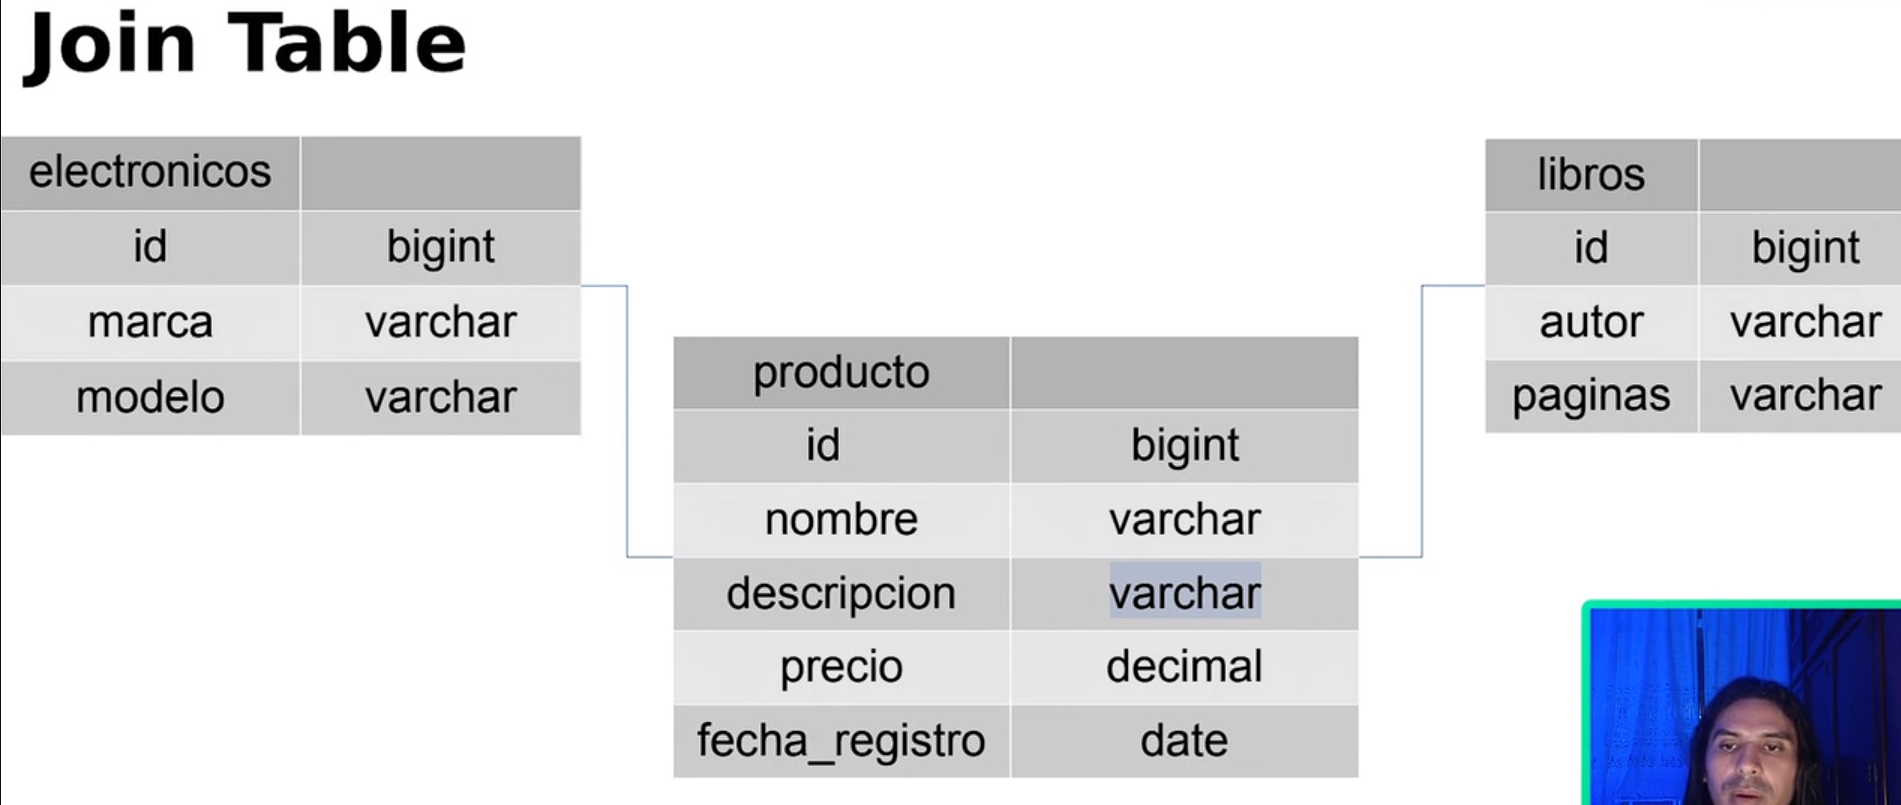 Join Table
electronicos
id bigint
marca varchar
modelo varchar
producto
id bigint
nombre varchar
descripcion varchar
precio decimal
fecha_registro date
libros
id bigint
autor varchar
paginas varchar